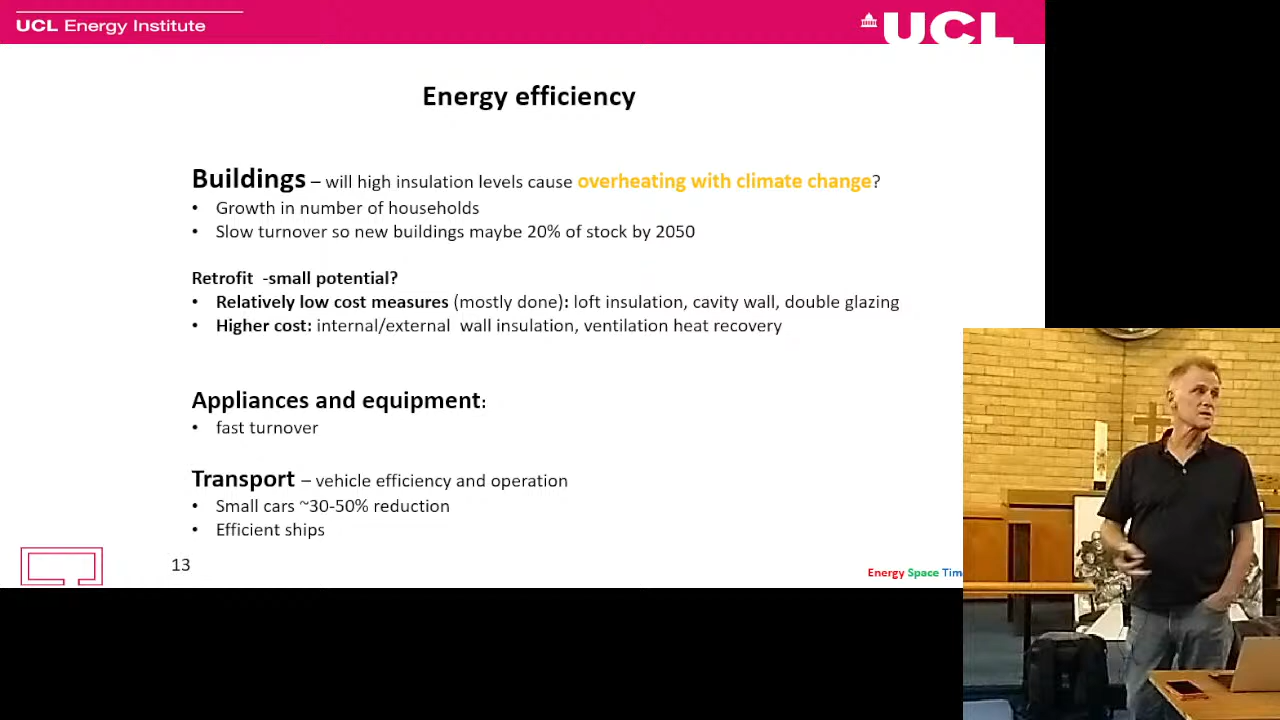 UCL Energy Institute
UCL
Energy efficiency
Buildings – will high insulation levels cause overheating with climate change?
• Growth in number of households
• Slow turnover so new buildings maybe 20% of stock by 2050
Retrofit -small potential?
• Relatively low cost measures (mostly done): loft insulation, cavity wall, double glazing
• Higher cost: internal/external wall insulation, ventilation heat recovery
Appliances and equipment:
• fast turnover
Transport – vehicle efficiency and operation
• Small cars ~30-50% reduction
• Efficient ships
13
Energy Space Tim